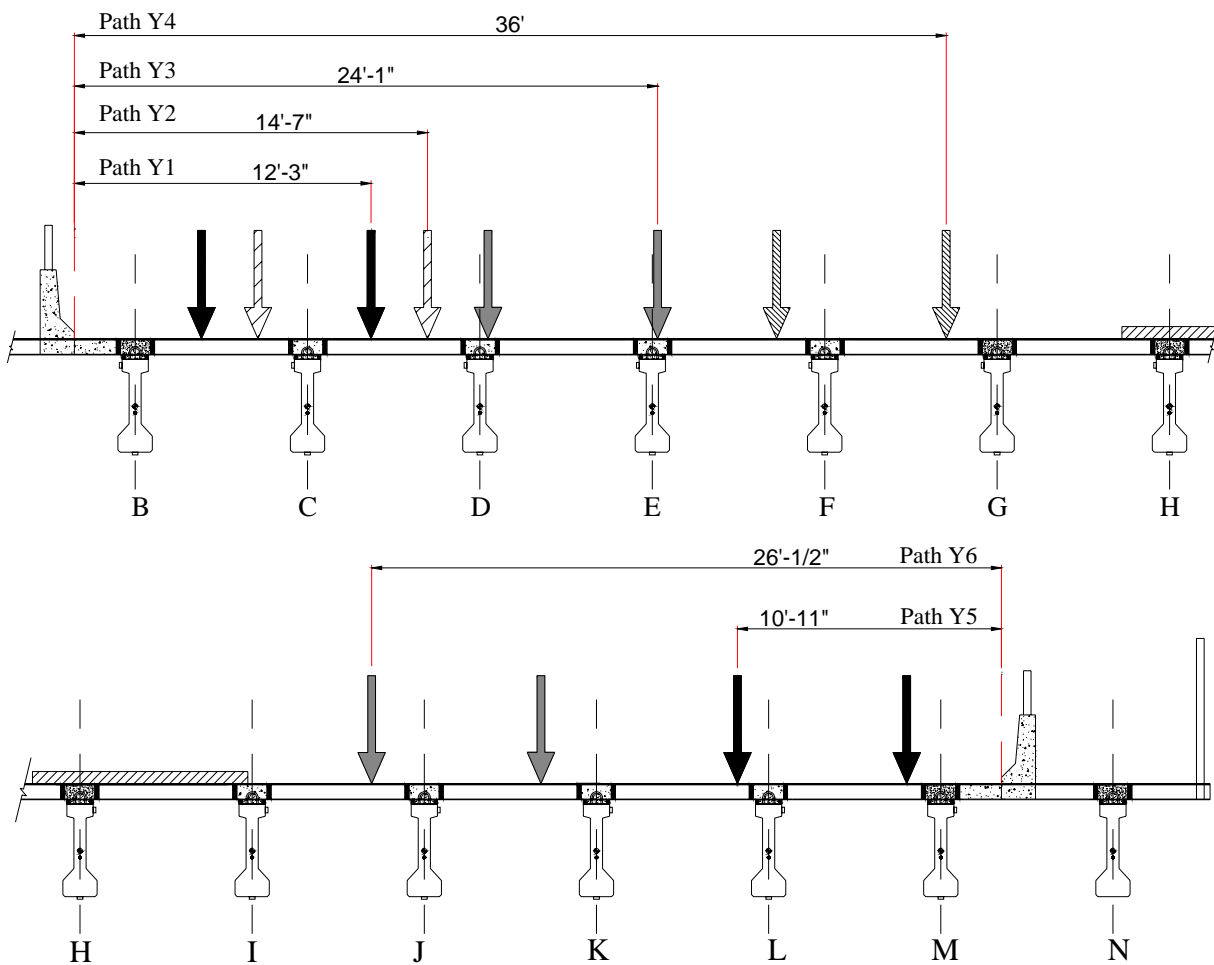 Path Y4 36'
Path Y3 24'-1"
Path Y2 14'-7"
Path Y1 12'-3"
B C D E F G H
26'-1/2" Path Y6
10'-11" Path Y5
H I J K L M N